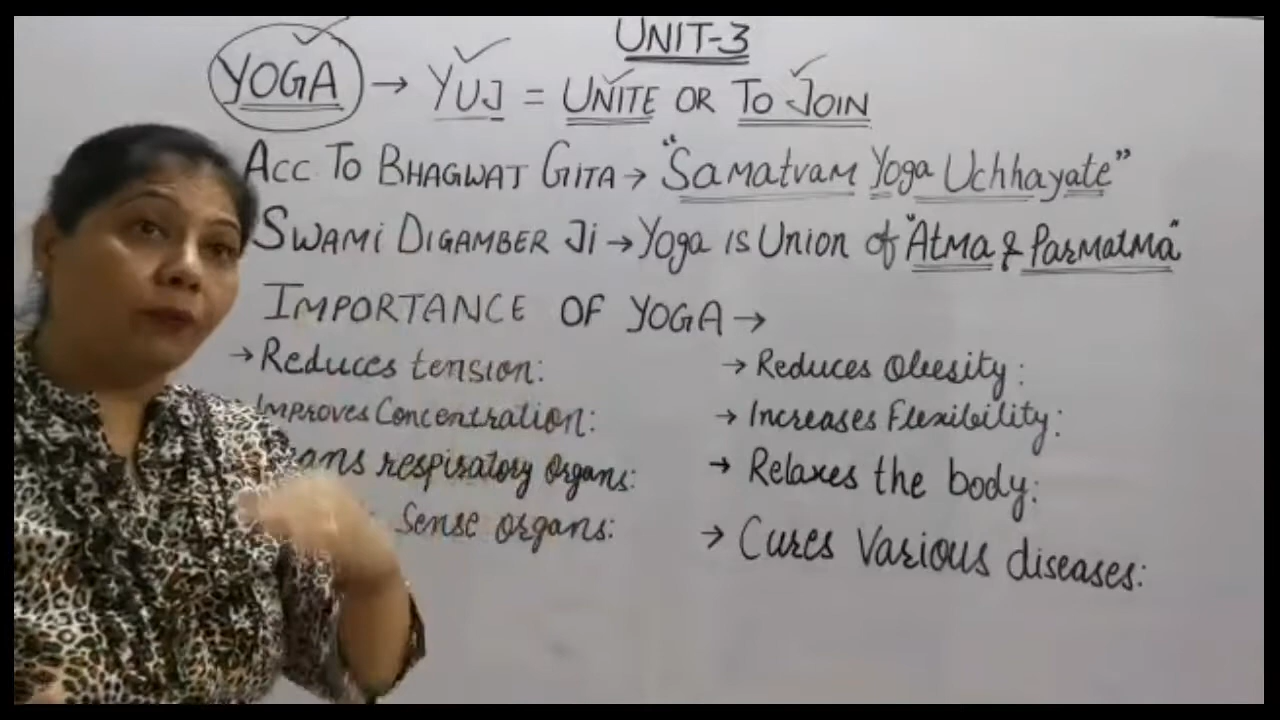 UNIT-3
YOGA → YUJ = UNITE OR TO JOIN
ACC TO BHAGWAT GITA → "Samatvam Yoga Uchhayate"
SWAMI DIGAMBER Ji → Yoga is Union of "Atma & Parmatma"
IMPORTANCE OF YOGA →
→ Reduces tension:
Improves Concentration:
respiratory organs:
Sense organs:
→ Reduces Obesity:
→ Increases Flexibility:
→ Relaxes the body:
→ Cures Various diseases: